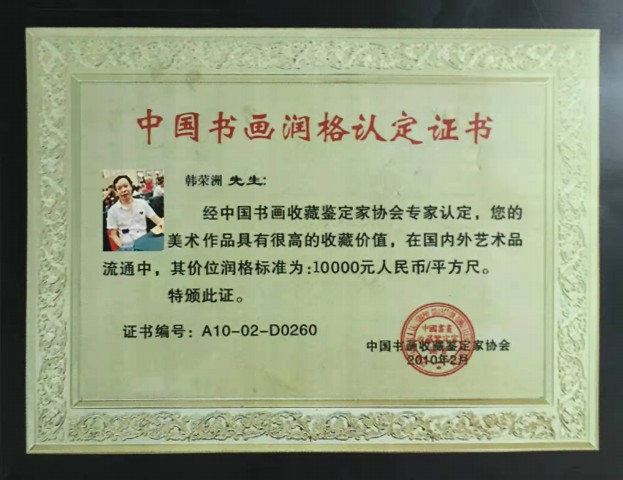 中国书画润格认定证书
韩荣洲 先生:
经中国书画收藏鉴定家协会专家认定，您的
美术作品具有很高的收藏价值，在国内外艺术品
流通中，其价位润格标准为:10000元人民币/平方尺。
特颁此证。
证书编号: A10-02-D0260
中国书画收藏鉴定家协会
2010年2月
中國書畫